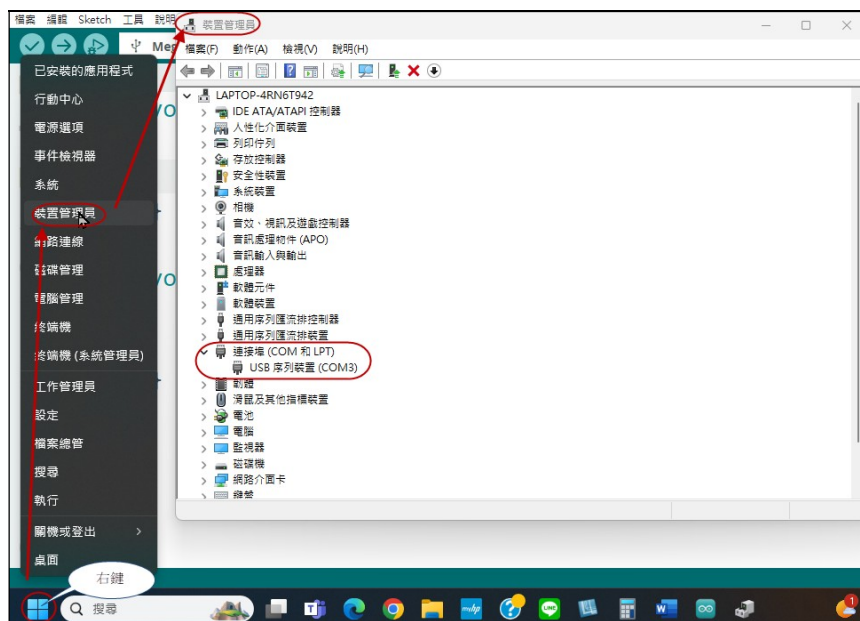 檔案 編輯 Sketch 工具 說明
裝置管理員
Meg
檔案(F) 動作(A) 檢視(V) 說明(H)
已安裝的應用程式
行動中心
電源選項
事件檢視器
系統
裝置管理員
網路連線
磁碟管理
電腦管理
終端機
終端機 (系統管理員)
工作管理員
設定
檔案總管
搜尋
執行
關機或登出
桌面
LAPTOP-4RN6T942
IDE ATA/ATAPI 控制器
人性化介面裝置
列印佇列
存放控制器
安全性裝置
系統裝置
相機
音效、視訊及遊戲控制器
音訊處理物件 (APO)
音訊輸入與輸出
處理器
軟體元件
軟體裝置
通用序列匯流排控制器
通用序列匯流排裝置
連接埠 (COM 和 LPT)
USB 序列裝置 (COM3)
韌體
滑鼠及其他指標裝置
電池
電腦
監視器
磁碟機
網路介面卡
鍵盤
yo
yo
右鍵
搜尋
myhp
LINE
1